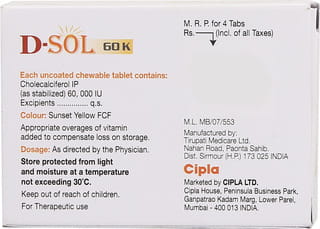 D-SOL 60K
Each uncoated chewable tablet contains:
Cholecalciferol IP
(as stabilized) 60, 000 IU
Excipients ............... q.s.
Colour: Sunset Yellow FCF
Appropriate overages of vitamin
added to compensate loss on storage.
Dosage: As directed by the Physician.
Store protected from light
and moisture at a temperature
not exceeding 30°C.
Keep out of reach of children.
For Therapeutic use
M. R. P. for 4 Tabs
Rs. (Incl. of all Taxes)
M.L. MB/07/553
Manufactured by:
Tirupati Medicare Ltd.
Nahan Road, Paonta Sahib.
Dist. Sirmour (H.P.) 173 025 INDIA
Cipla
Marketed by CIPLA LTD.
Cipla House, Peninsula Business Park,
Ganpatrao Kadam Marg, Lower Parel,
Mumbai - 400 013 INDIA.